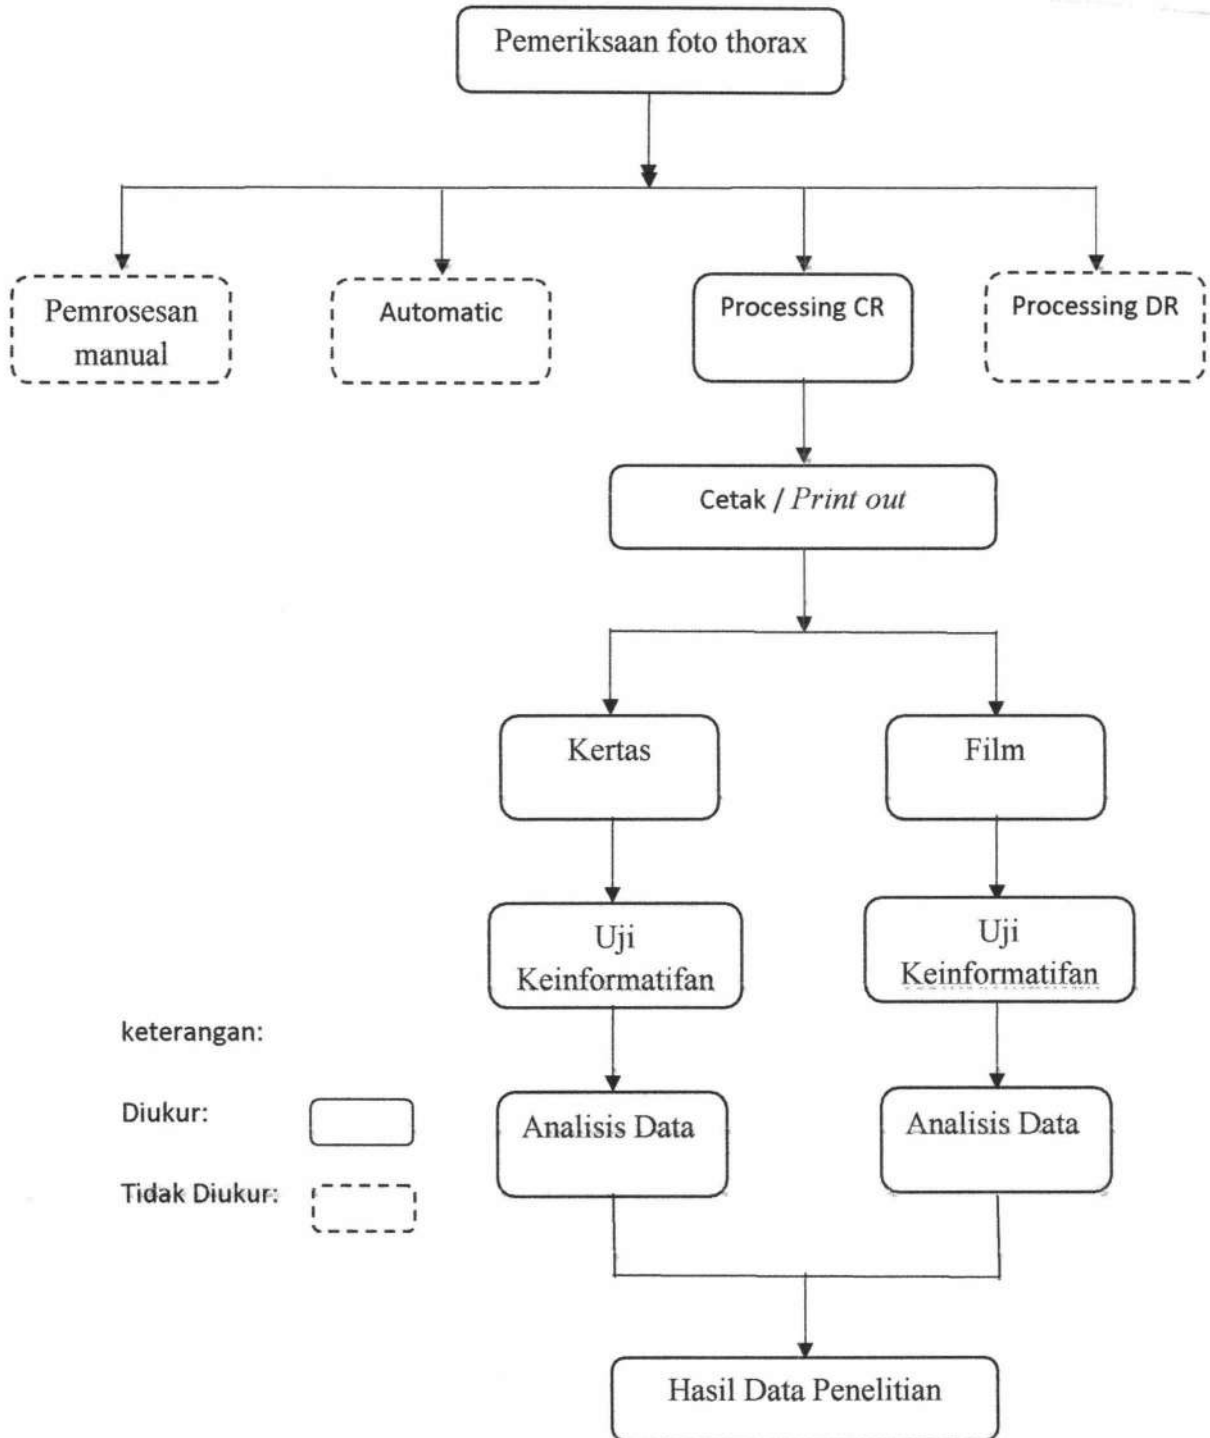 Pemeriksaan foto thorax
Pemrosesan
manual
Automatic
Processing CR
Processing DR
Cetak / Print out
Kertas
Film
Uji
Keinformatifan
Uji
Keinformatifan
keterangan:
Diukur:
Analisis Data
Analisis Data
Tidak Diukur:
Hasil Data Penelitian